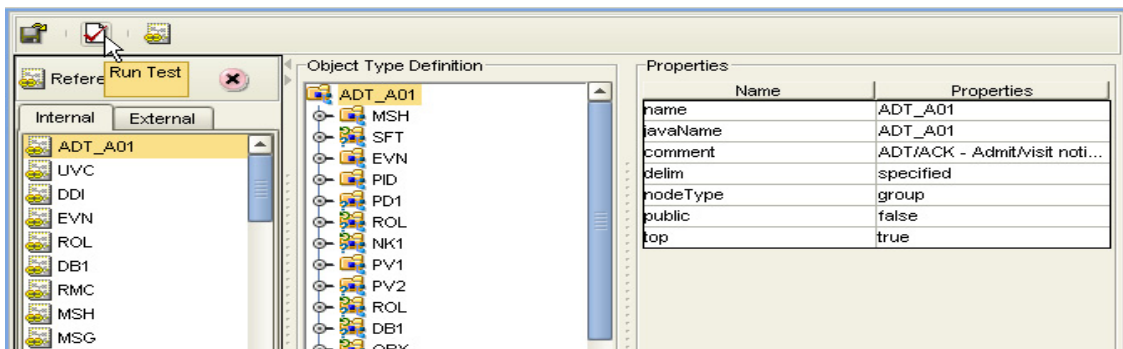 Run Test
Refere
Internal External
ADT_A01
UVC
DDI
EVN
ROL
DB1
RMC
MSH
MSG
Object Type Definition
ADT_A01
MSH
SFT
EVN
PID
PD1
ROL
NK1
PV1
PV2
ROL
DB1
Properties
Name Properties
name ADT_A01
javaName ADT_A01
comment ADT/ACK - Admit/visit noti...
delim specified
nodeType group
public false
top true